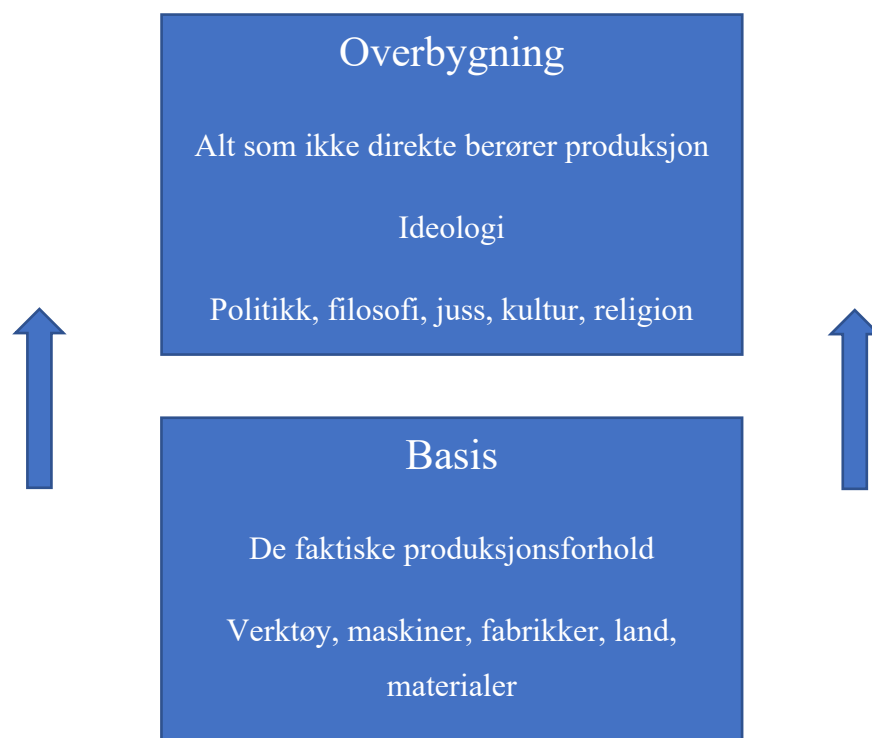 Overbygning
Alt som ikke direkte berører produksjon
Ideologi
Politikk, filosofi, juss, kultur, religion
Basis
De faktiske produksjonsforhold
Verktøy, maskiner, fabrikker, land,
materialer